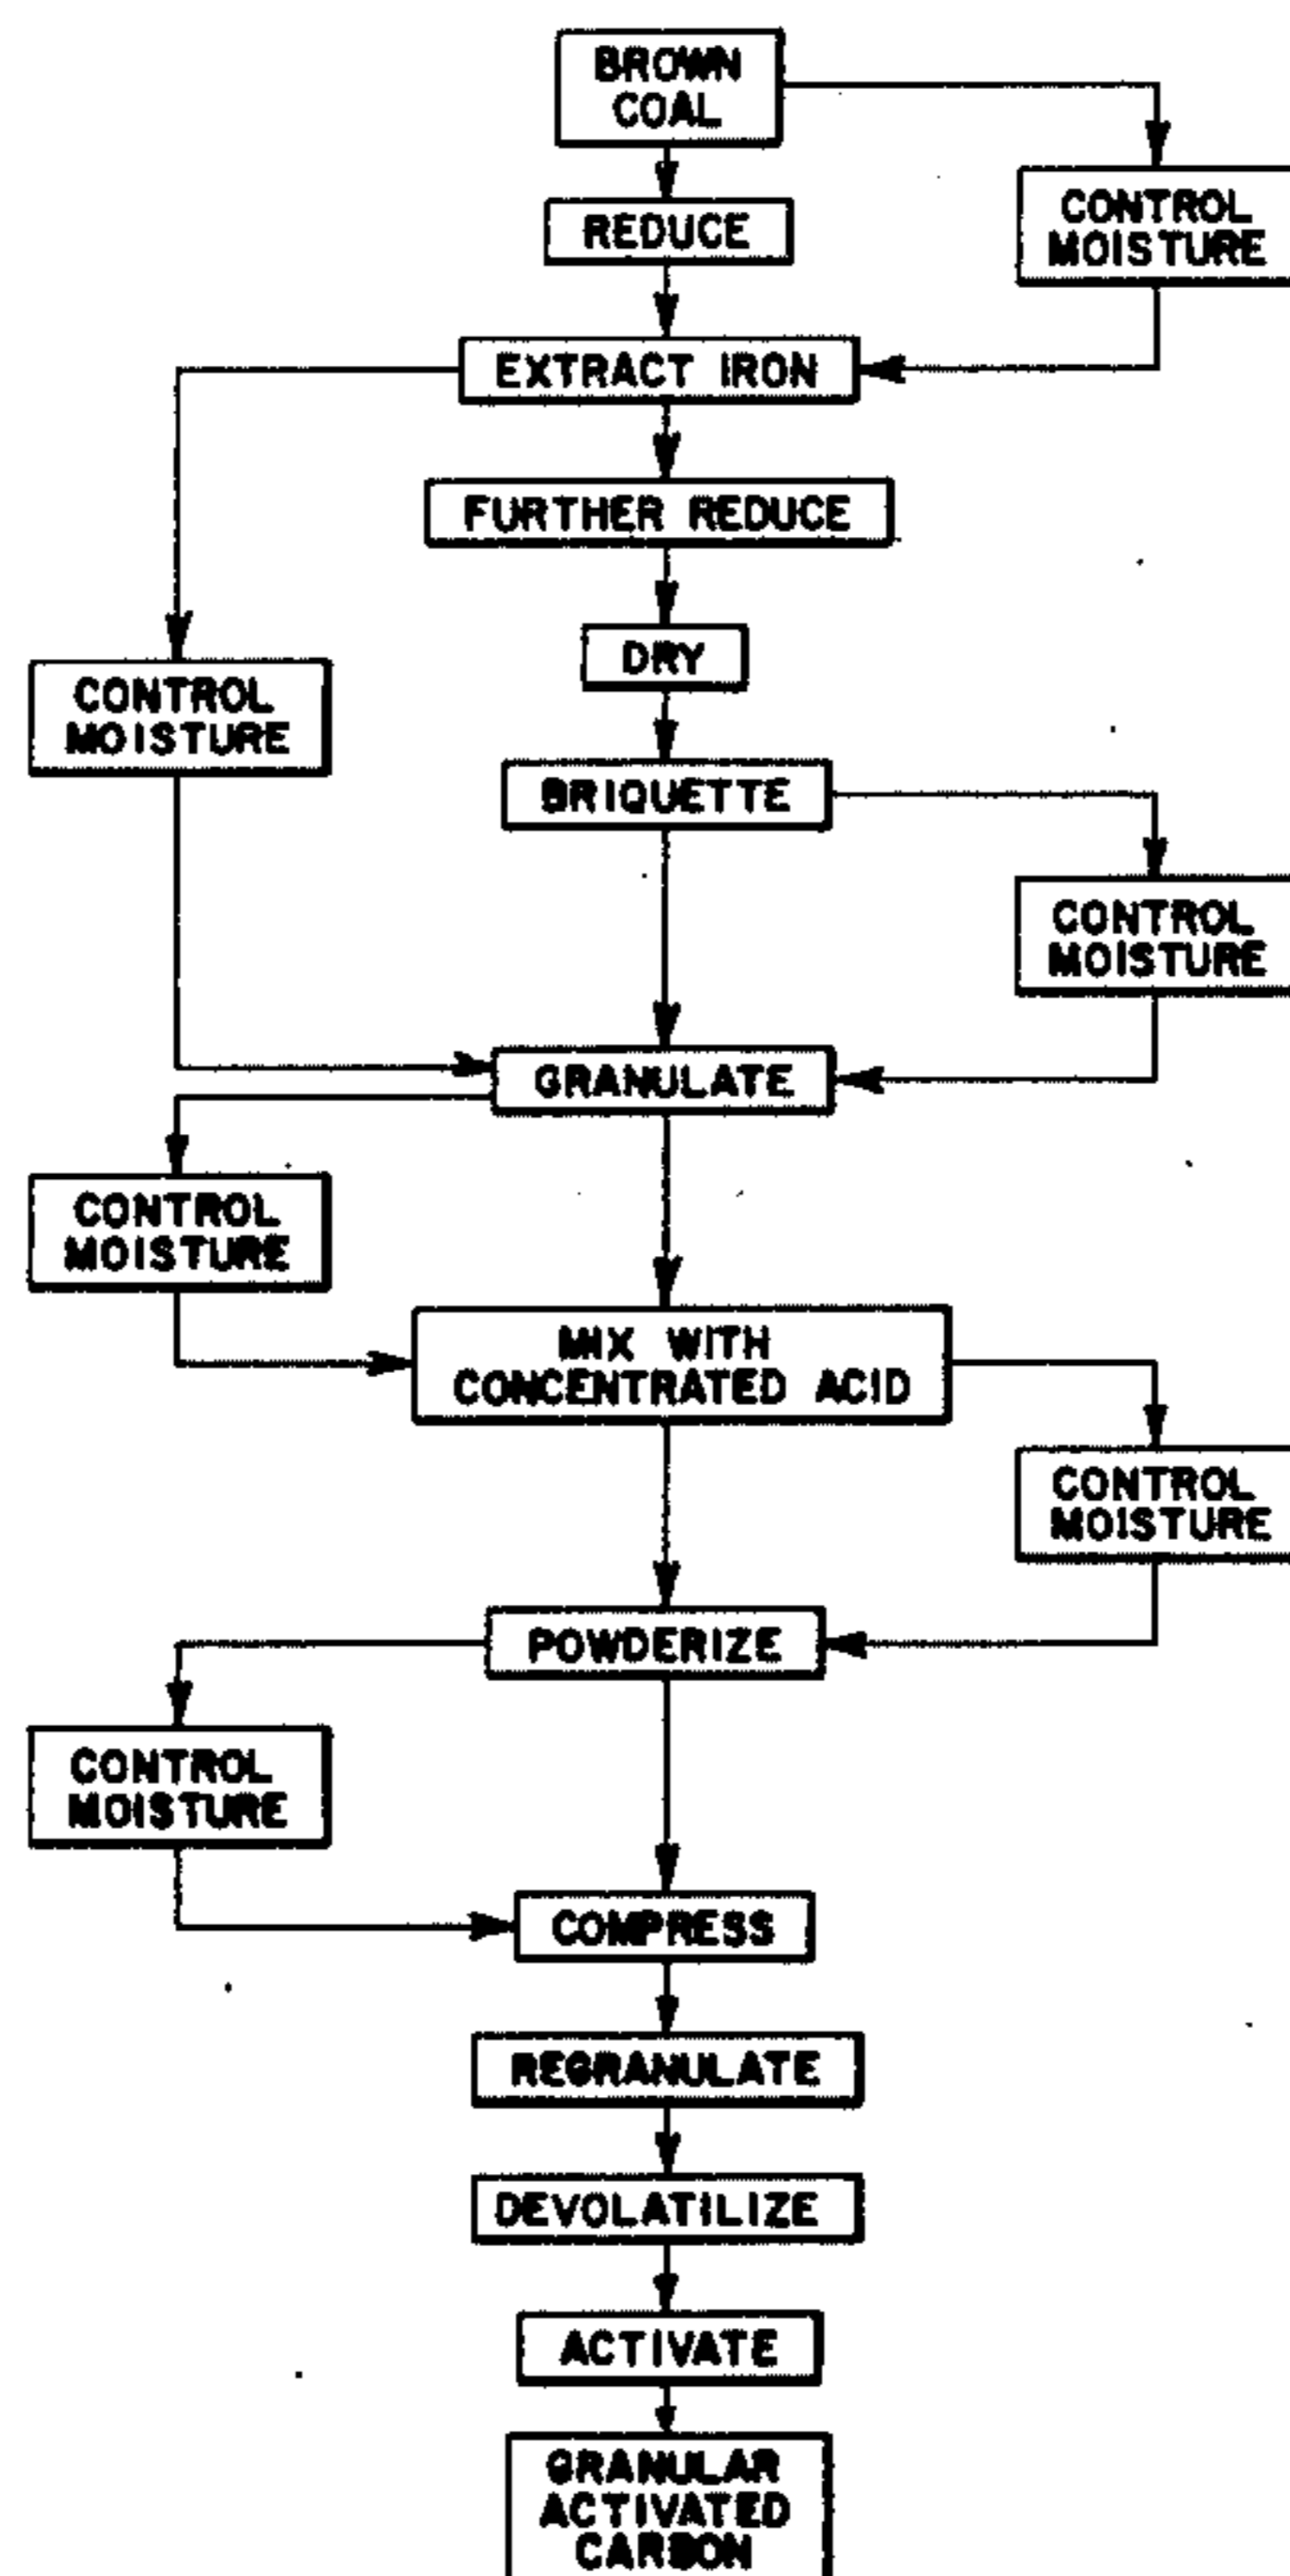 BROWN
COAL
CONTROL
MOISTURE
REDUCE
EXTRACT IRON
FURTHER REDUCE
DRY
CONTROL
MOISTURE
BRIQUETTE
CONTROL
MOISTURE
GRANULATE
CONTROL
MOISTURE
MIX WITH
CONCENTRATED ACID
CONTROL
MOISTURE
POWDERIZE
CONTROL
MOISTURE
COMPRESS
REGRANULATE
DEVOLATILIZE
ACTIVATE
GRANULAR
ACTIVATED
CARBON